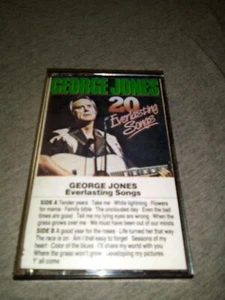 GEORGE JONES
20
Everlasting
Songs
GEORGE JONES
Everlasting Songs
SIDE A Tender years · Take me · White lightning · Flowers
for mama · Family bible · The unclouded day · Even the bad
times are good · Tell me my lying eyes are wrong · When the
grass grows over me · We must have been out of our minds
SIDE B A good year for the roses · Life turned her that way
The race is on · Am I that easy to forget · Seasons of my
heart · Color of the blues · I'll share my world with you
Where the grass won't grow · Developing my pictures
Y' all come